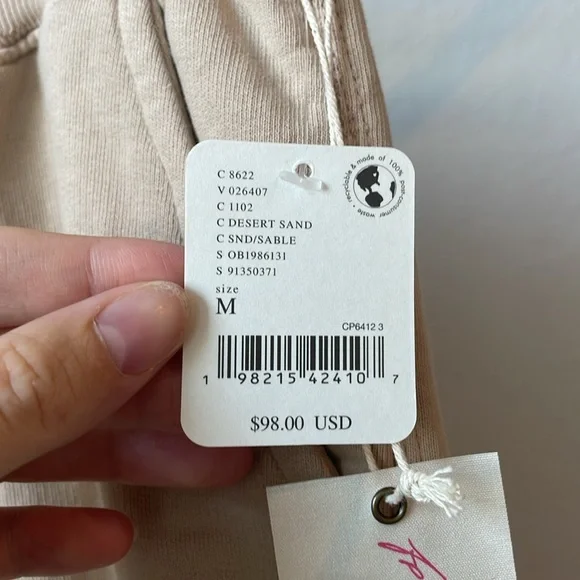 C 8622
V 026407
C 1102
C DESERT SAND
C SND/SABLE
S OB1986131
S 91350371
size
M
recyclable & made of 100% post-consumer waste •
CP6412 3
1 98215 42410 7
$98.00 USD